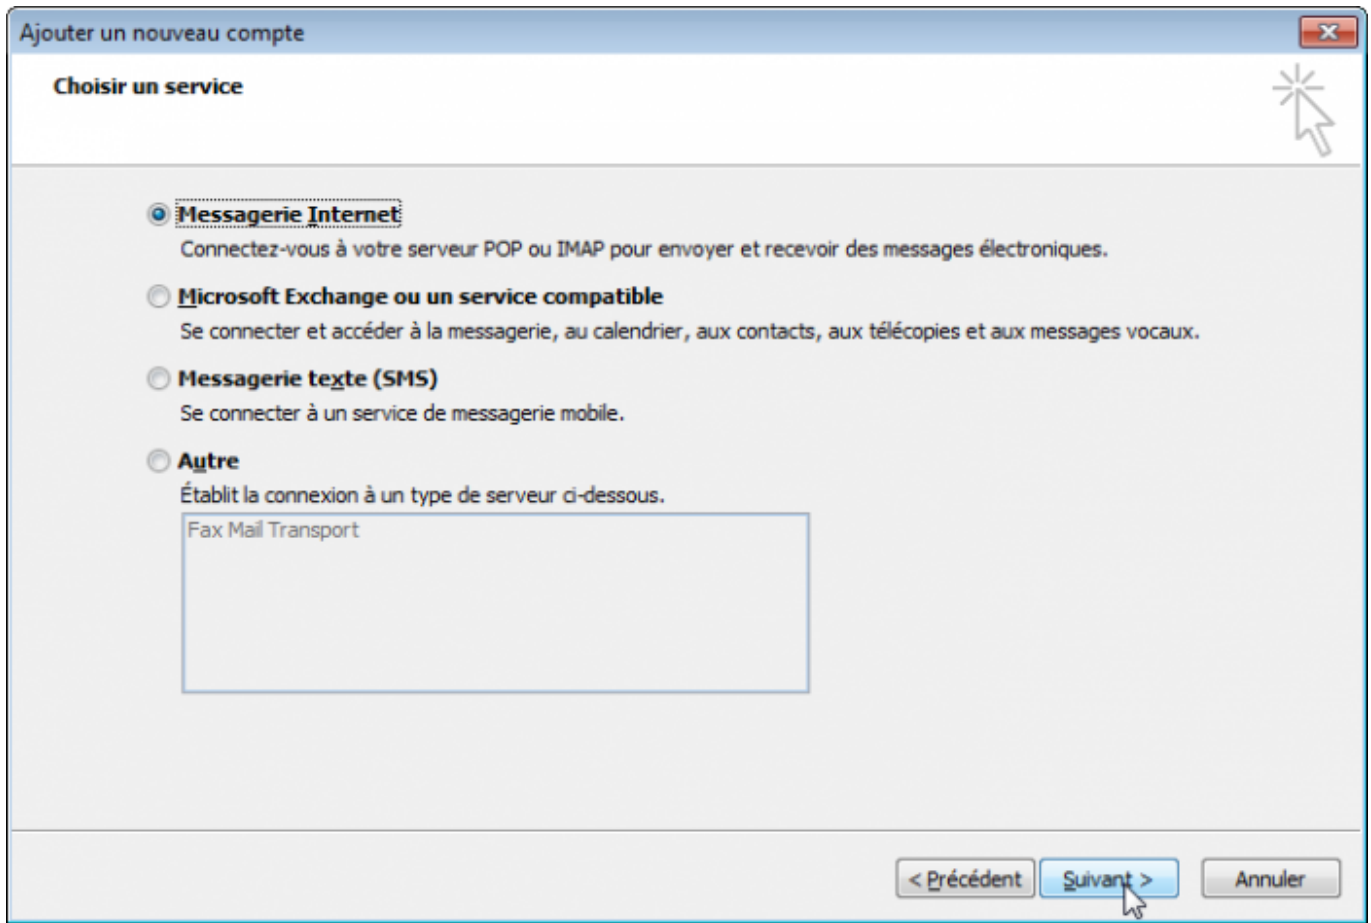 Ajouter un nouveau compte
Choisir un service
Messagerie Internet
Connectez-vous à votre serveur POP ou IMAP pour envoyer et recevoir des messages électroniques.
Microsoft Exchange ou un service compatible
Se connecter et accéder à la messagerie, au calendrier, aux contacts, aux télécopies et aux messages vocaux.
Messagerie texte (SMS)
Se connecter à un service de messagerie mobile.
Autre
Établit la connexion à un type de serveur ci-dessous.
Fax Mail Transport
< Précédent Suivant > Annuler